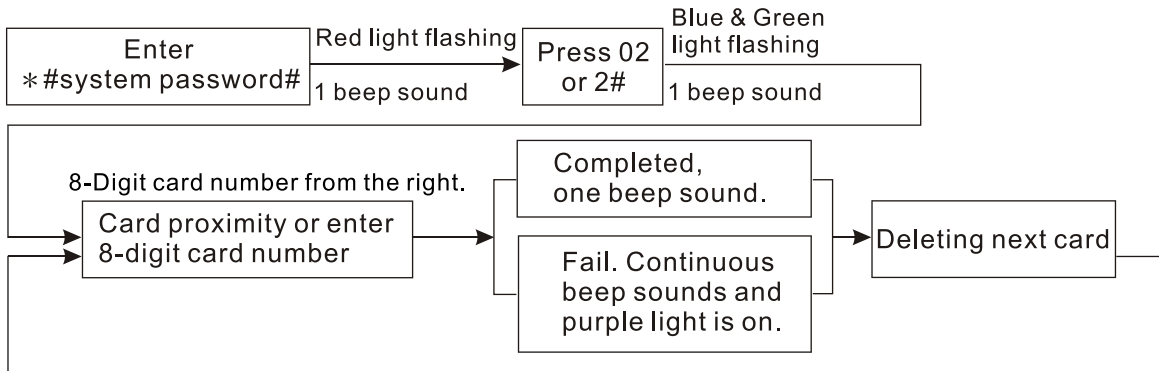 Enter
*#system password#
Red light flashing
1 beep sound
Press 02
or 2#
Blue & Green
light flashing
1 beep sound
8-Digit card number from the right.
Card proximity or enter
8-digit card number
Completed,
one beep sound.
Fail. Continuous
beep sounds and
purple light is on.
Deleting next card